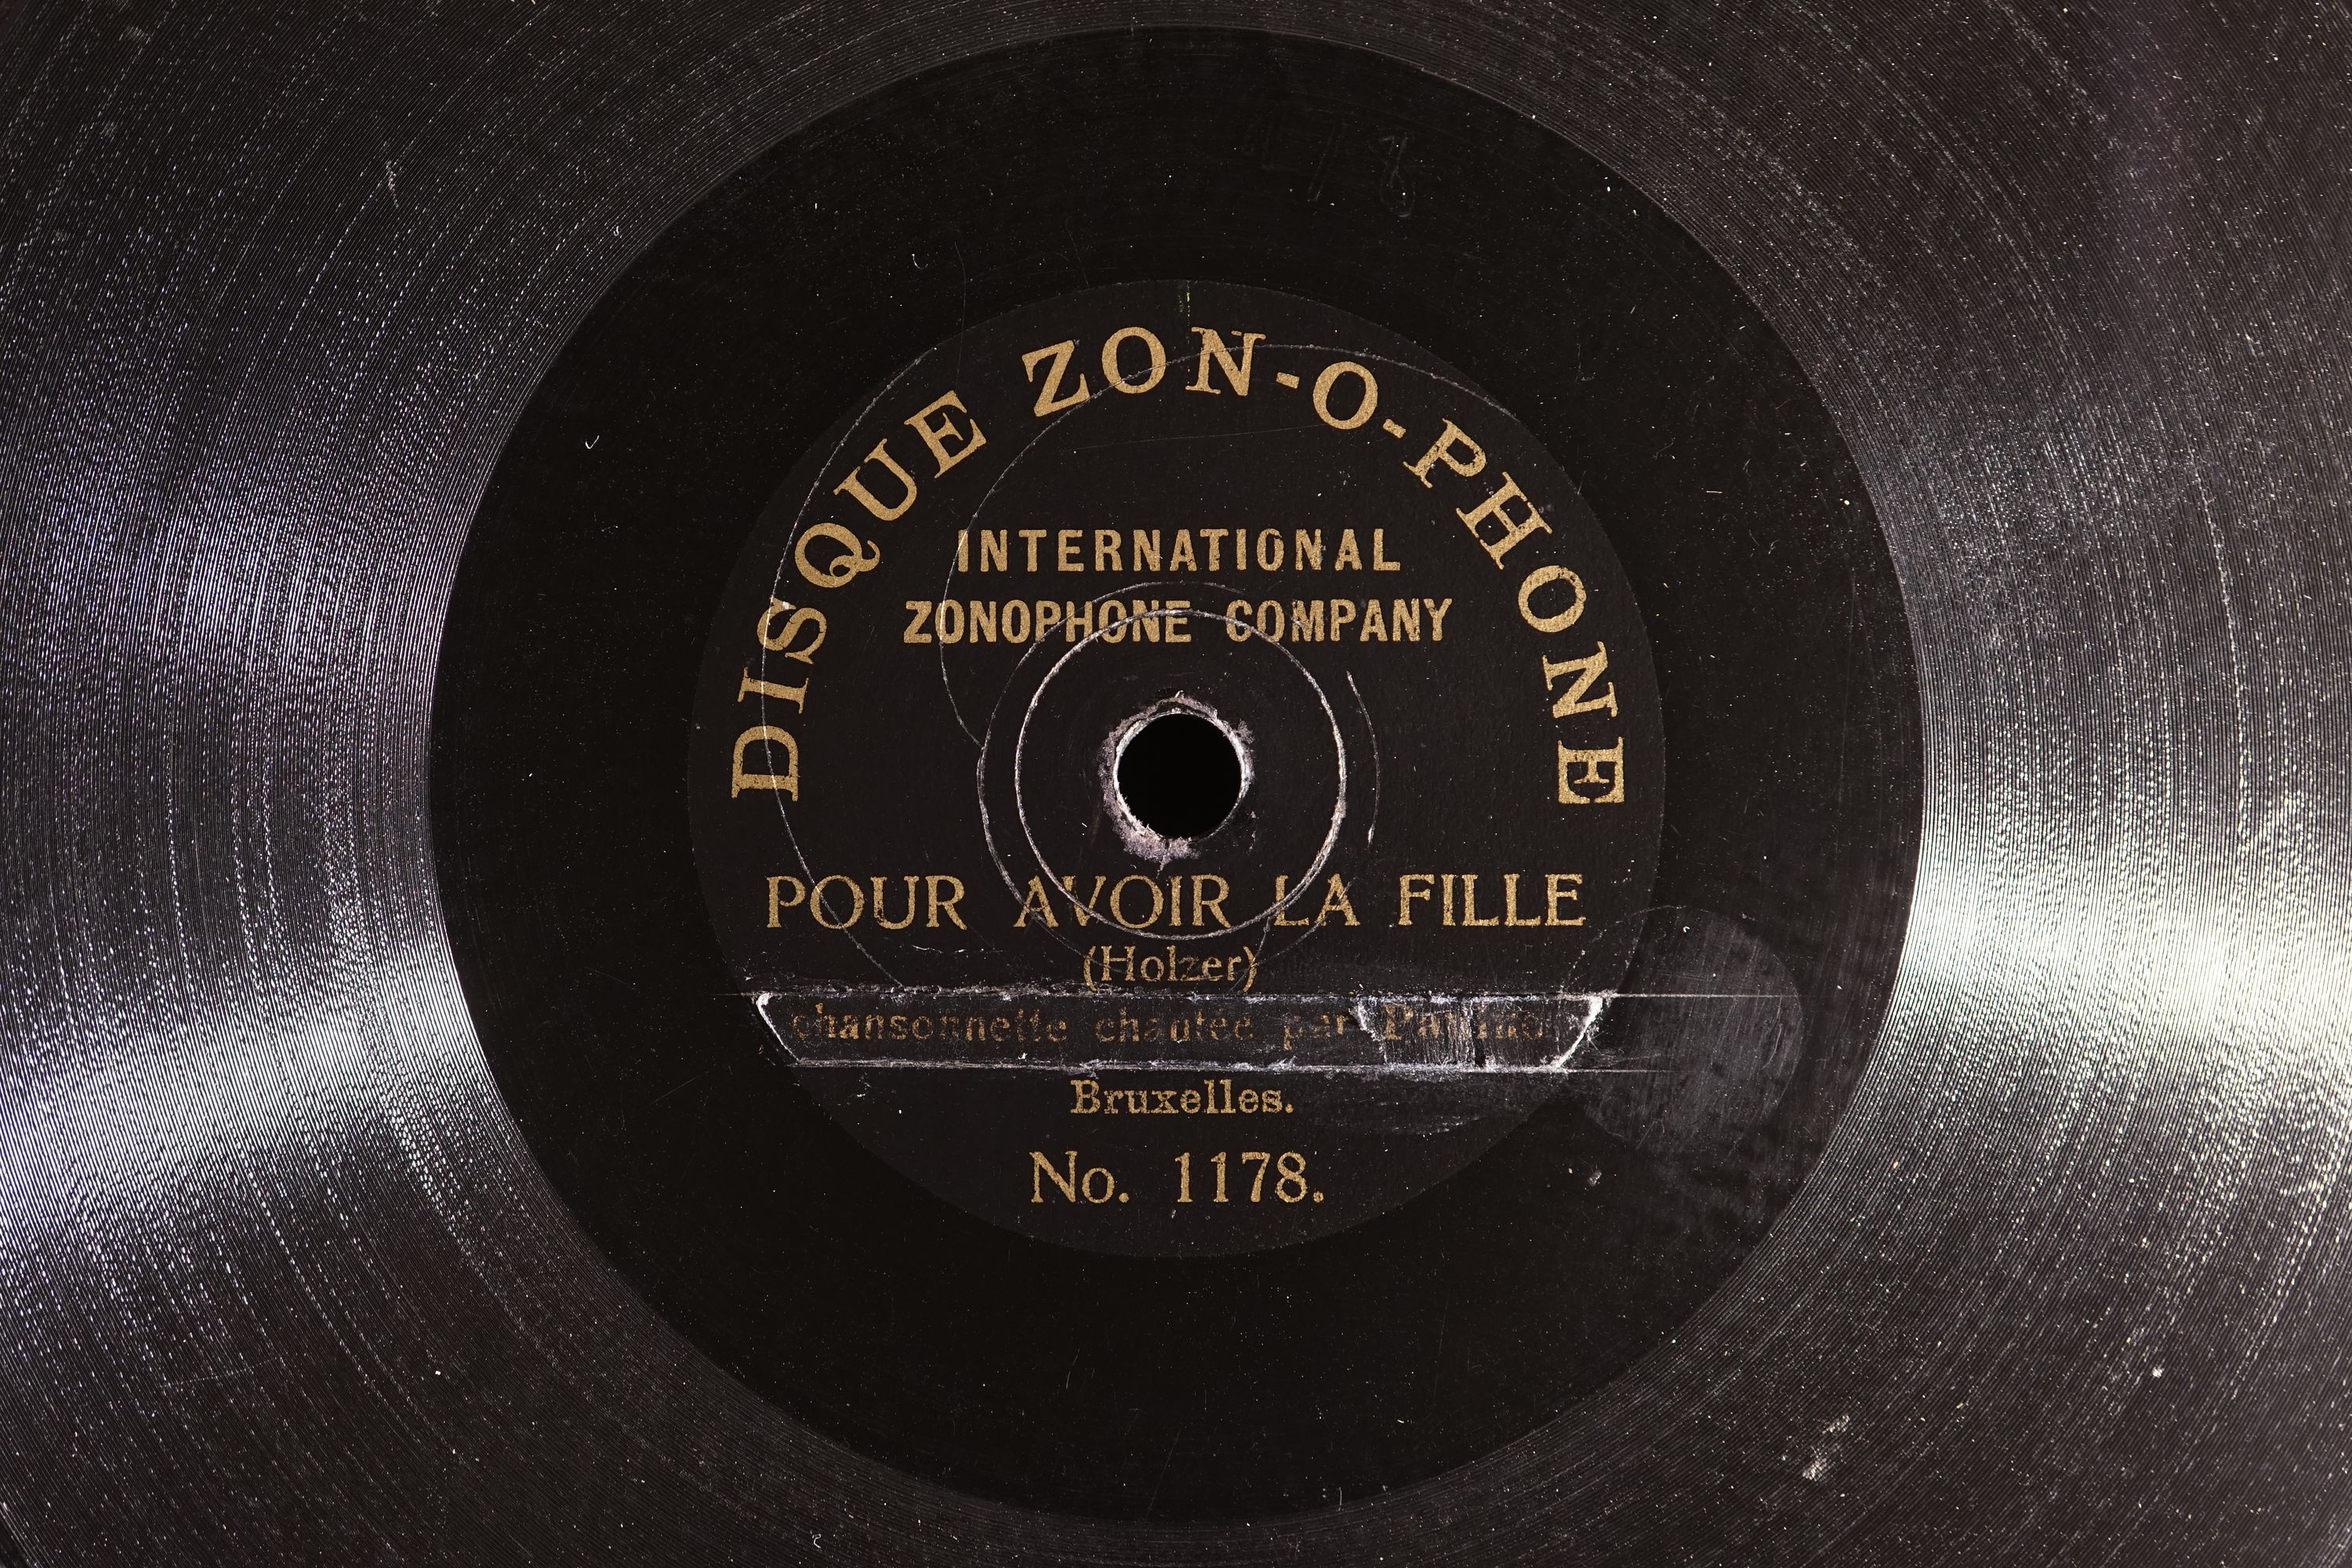 DISQUE ZON-O-PHONE
INTERNATIONAL
ZONOPHONE COMPANY
POUR AVOIR LA FILLE
(Holzer)
chansonnette chantée par
Bruxelles.
No. 1178.